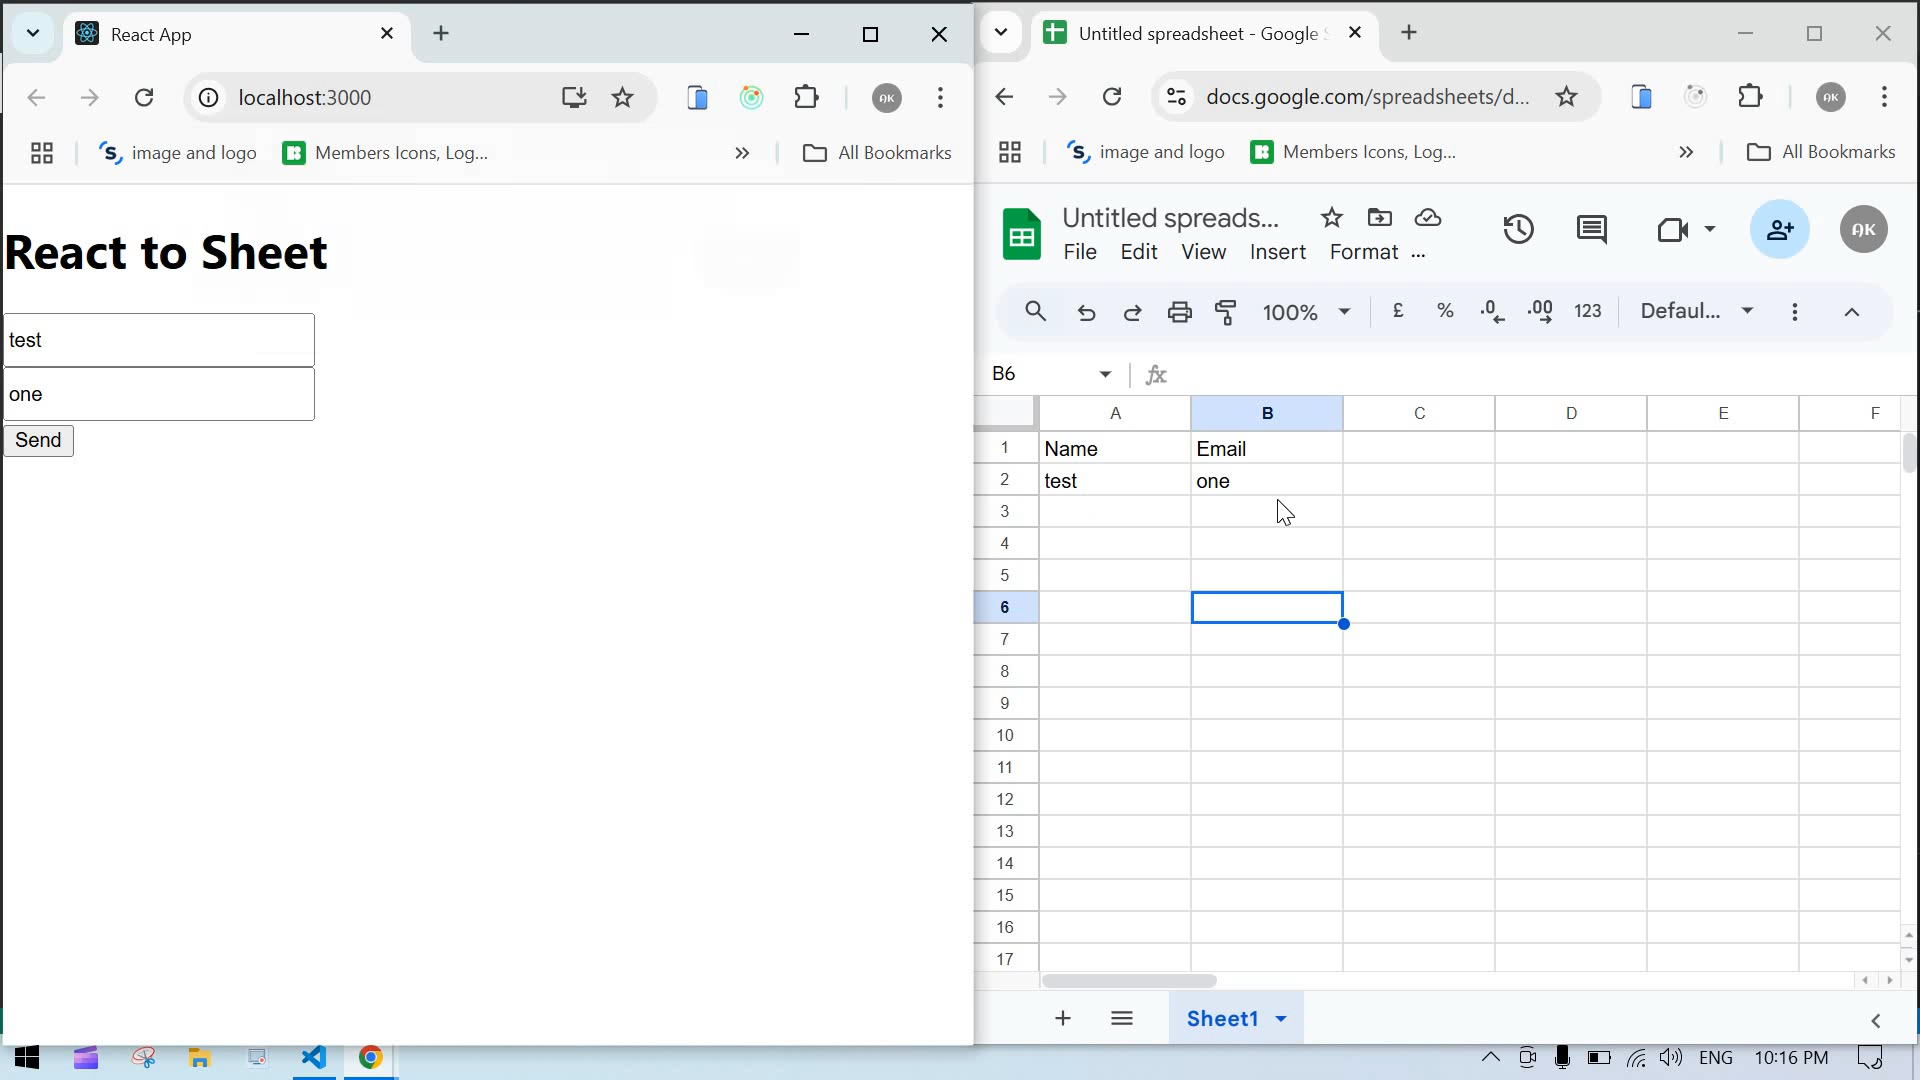 React App
localhost:3000
AK
image and logo
Members Icons, Log...
All Bookmarks
React to Sheet
test
one
Send
Untitled spreadsheet - Google
docs.google.com/spreadsheets/d...
AK
image and logo
Members Icons, Log...
All Bookmarks
Untitled spreads...
File Edit View Insert Format ...
AK
100% £ % .0 .00 123 Defaul...
B6 fx
A B C D E F
1 Name Email
2 test one
3
4
5
6
7
8
9
10
11
12
13
14
15
16
17
Sheet1
ENG 10:16 PM